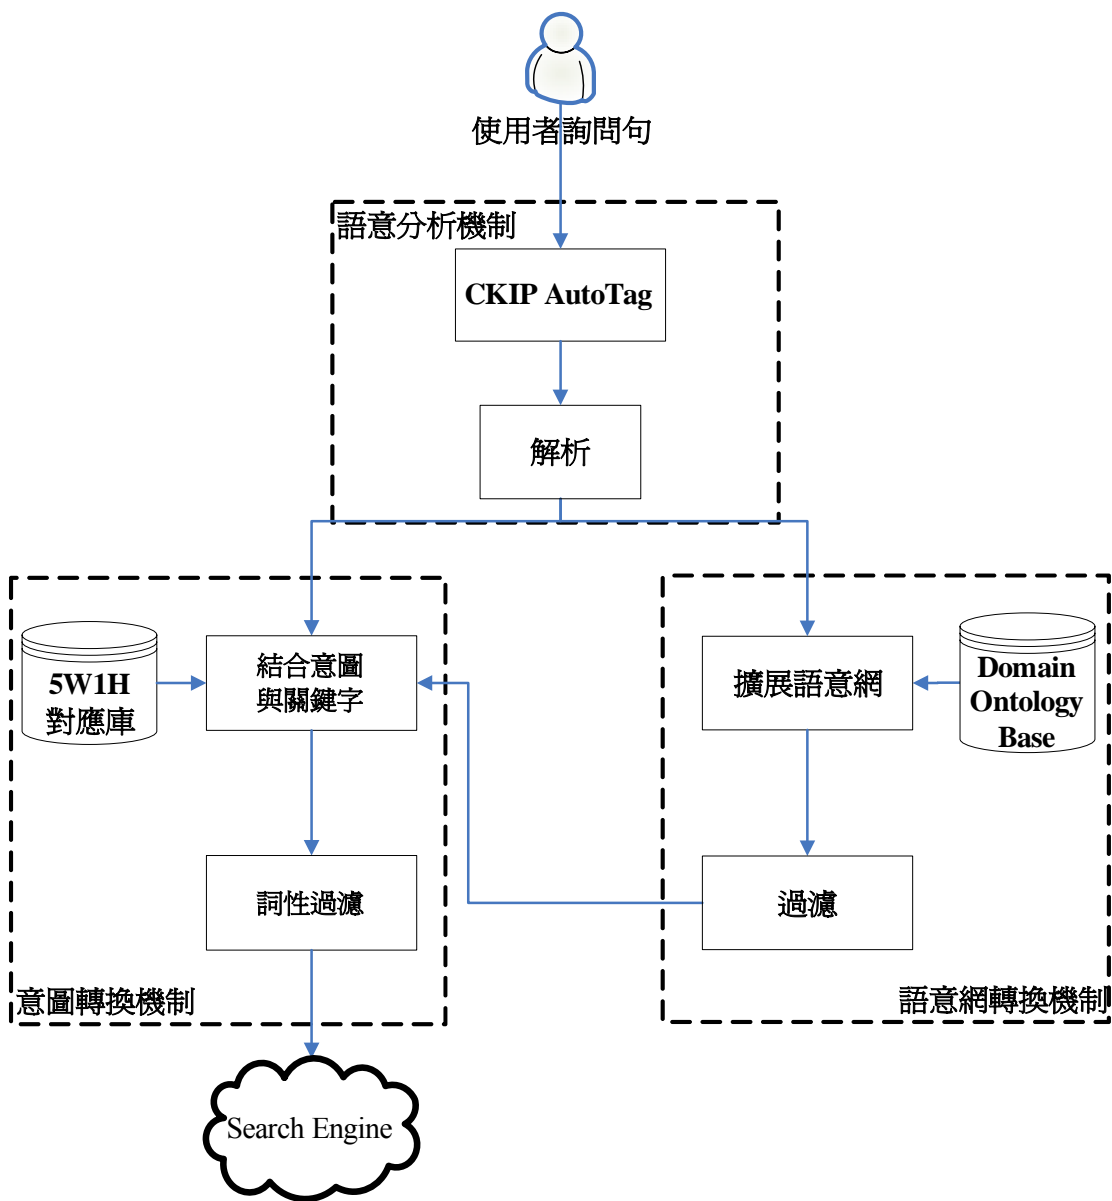 使用者詢問句
語意分析機制
CKIP AutoTag
解析
5W1H
對應庫
結合意圖
與關鍵字
擴展語意網
Domain
Ontology
Base
詞性過濾
過濾
意圖轉換機制
語意網轉換機制
Search Engine